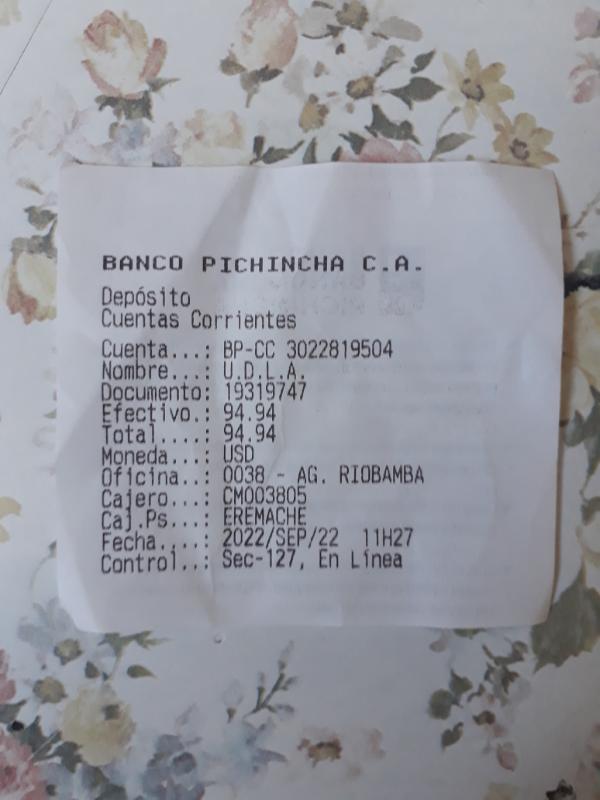 BANCO PICHINCHA C.A.
Depósito
Cuentas Corrientes
Cuenta...: BP-CC 3022819504
Nombre...: U.D.L.A.
Documento: 19319747
Efectivo.: 94.94
Total....: 94.94
Moneda...: USD
Oficina..: 0038 - AG. RIOBAMBA
Cajero...: CM003805
Caj.Ps...: EREMACHE
Fecha....: 2022/SEP/22 11H27
Control..: Sec-127, En Línea